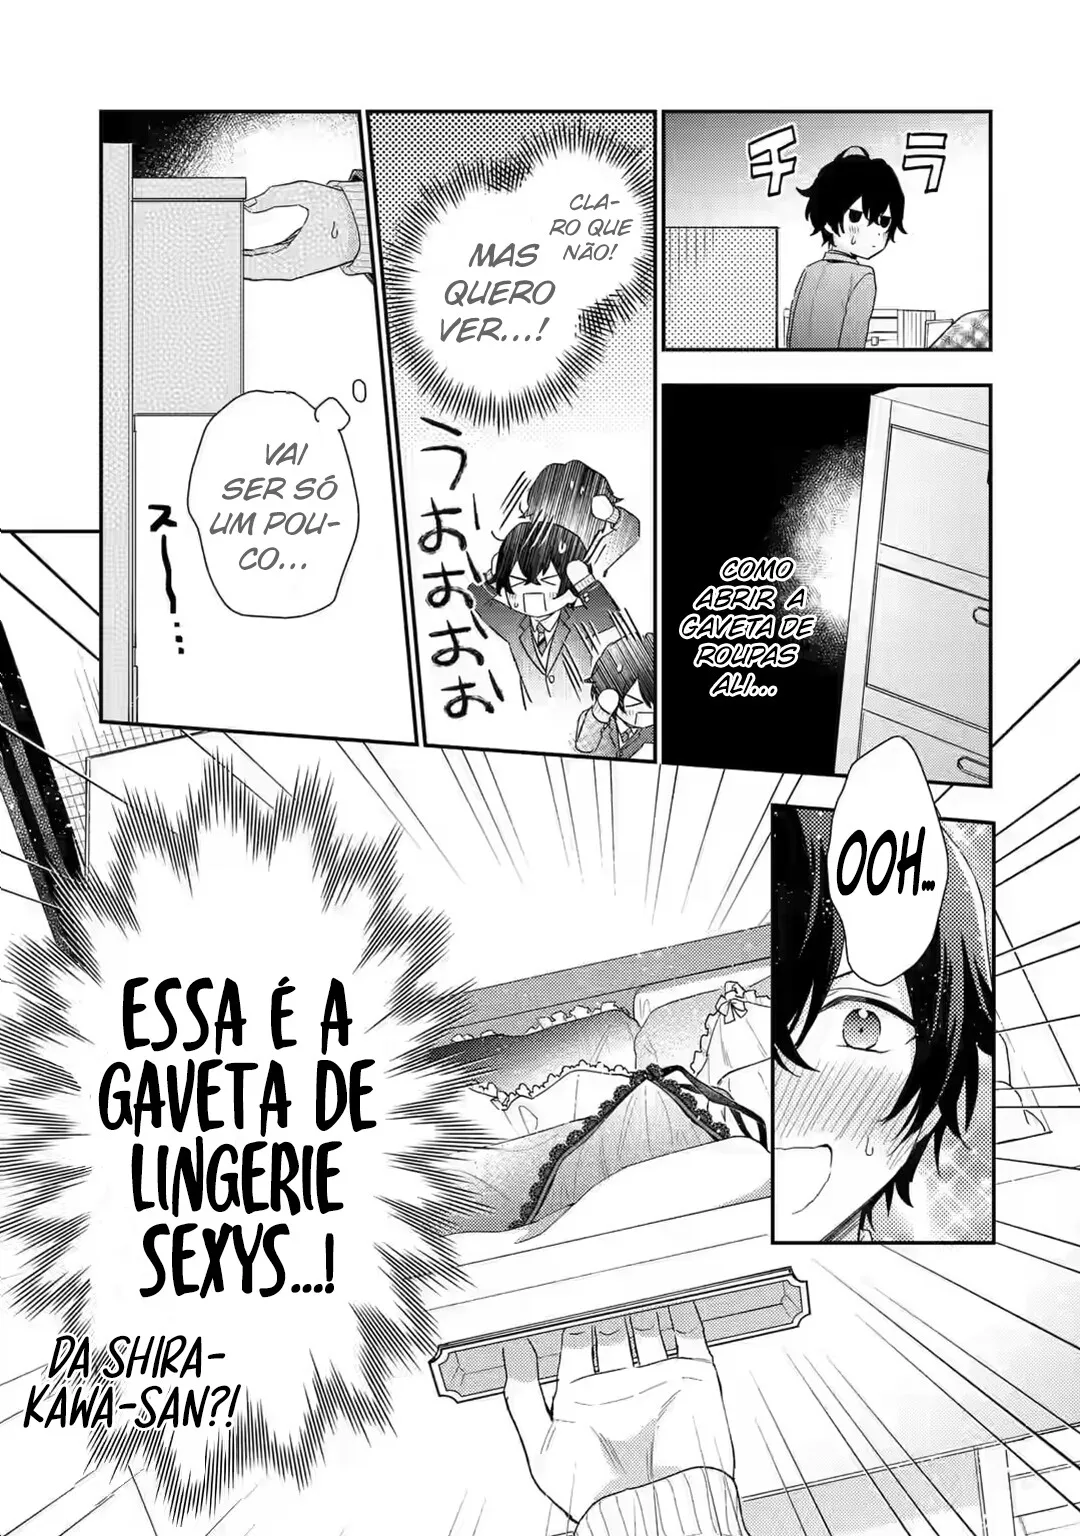 チラ
COMO
ABRIR A
GAVETA DE
ROUPAS
ALI...
CLA-
RO QUE
NÃO!
MAS
QUERO
VER...!
うおおおお
VAI
SER SÓ
UM POU-
CO...
スー...
OOH...
ESSA É A
GAVETA DE
LINGERIE
SEXYS...!
DA SHIRA-
KAWA-SAN?!